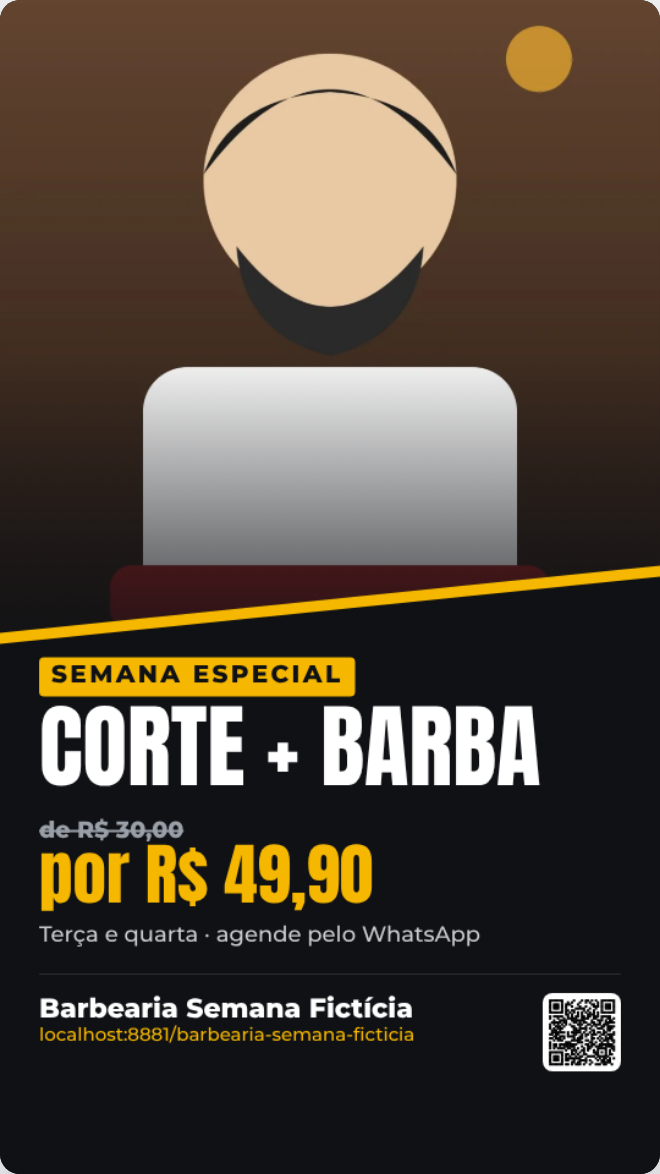 SEMANA ESPECIAL
CORTE + BARBA
de R$ 30,00
por R$ 49,90
Terça e quarta · agende pelo WhatsApp
Barbearia Semana Fictícia
localhost:8881/barbearia-semana-ficticia